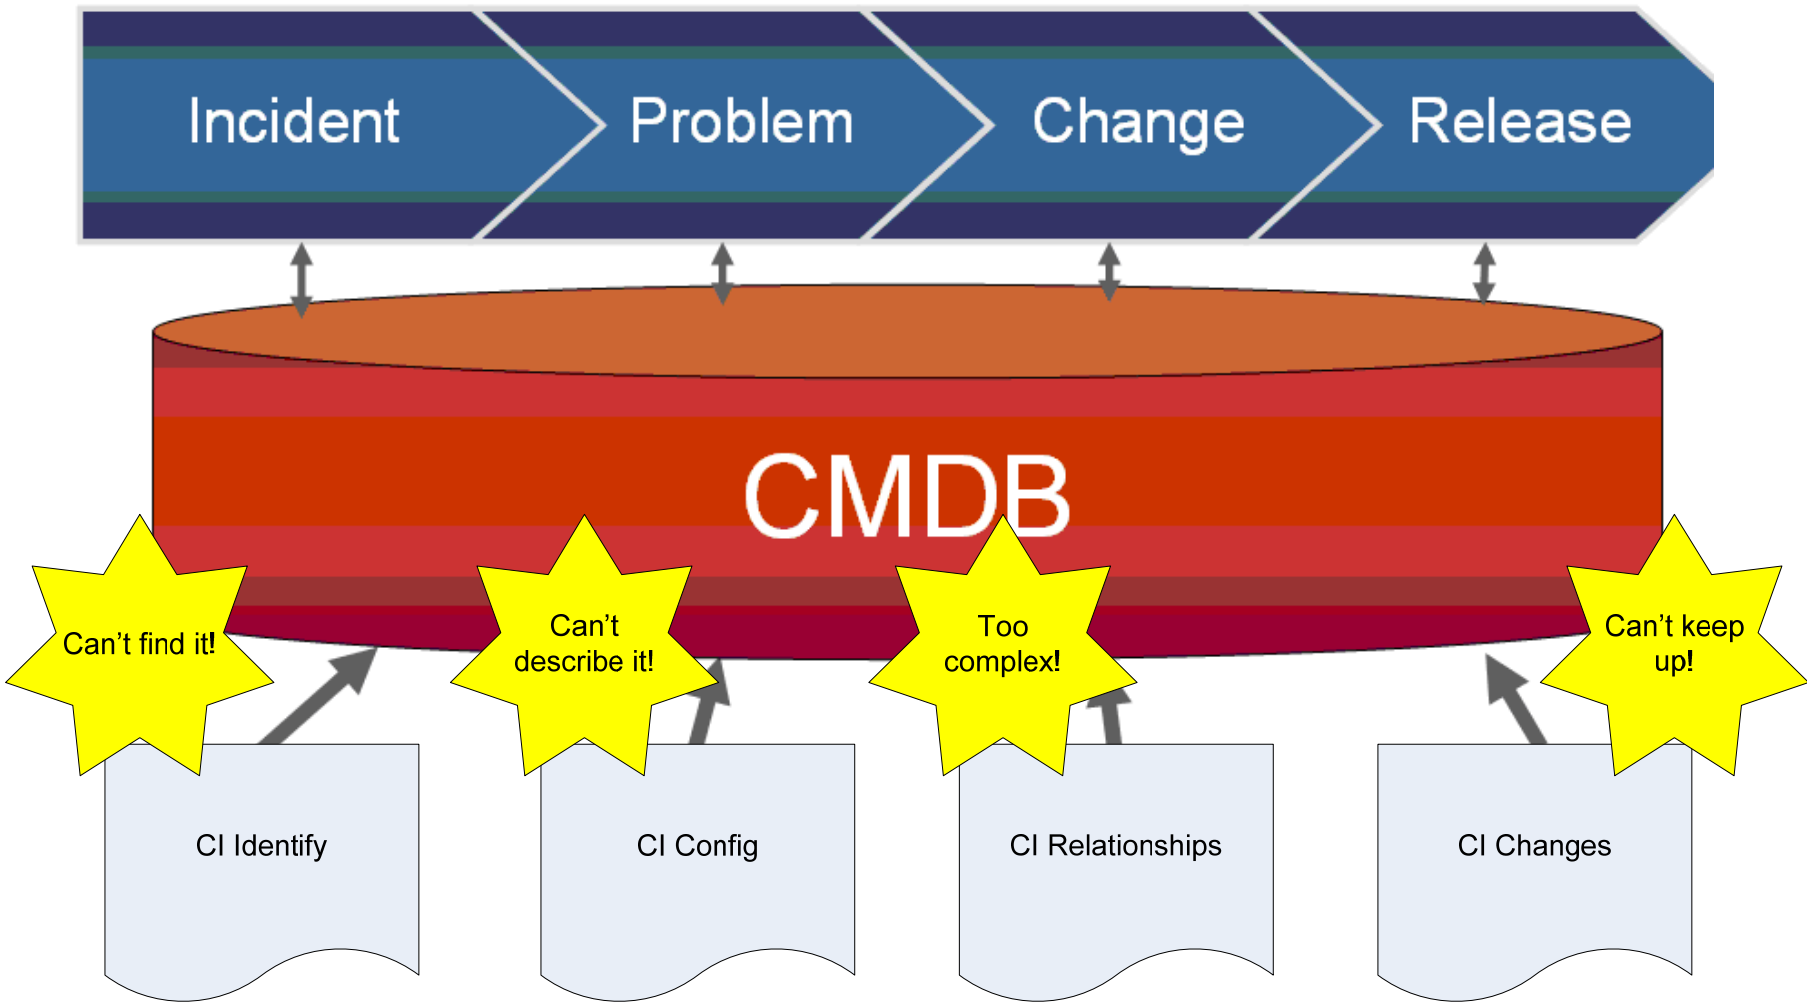 Incident
Problem
Change
Release
CMDB
Can't find it!
Can't
describe it!
Too
complex!
Can't keep
up!
CI Identify
CI Config
CI Relationships
CI Changes